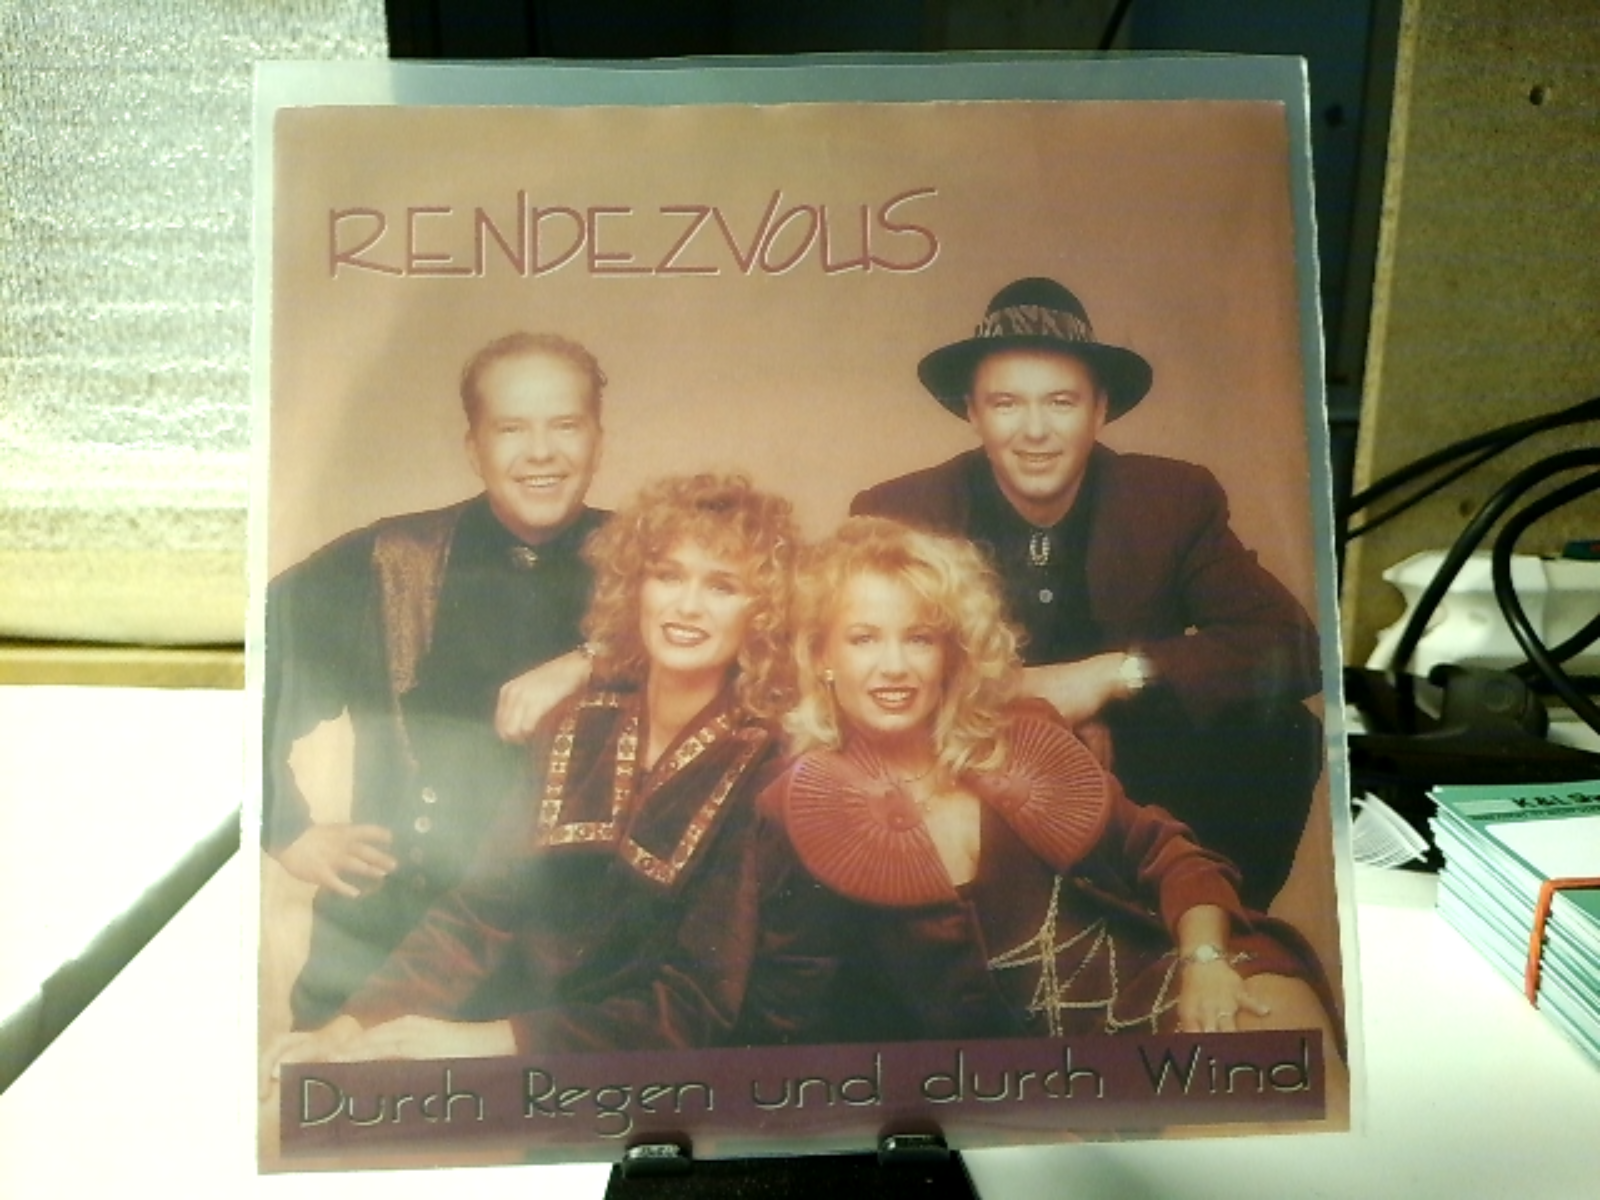 RENDEZVOUS
Durch Regen und durch Wind
K & L